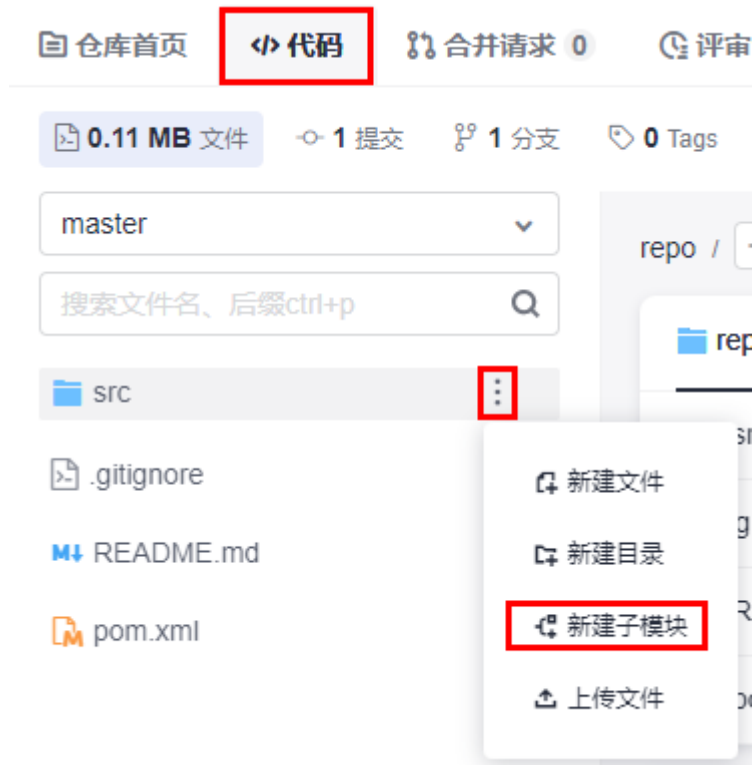 仓库首页 代码 合并请求 0 评审
0.11 MB 文件 1 提交 1 分支 0 Tags
master
repo /
搜索文件名、后缀ctrl+p
src
.gitignore
新建文件
新建目录
README.md
新建子模块
pom.xml
上传文件